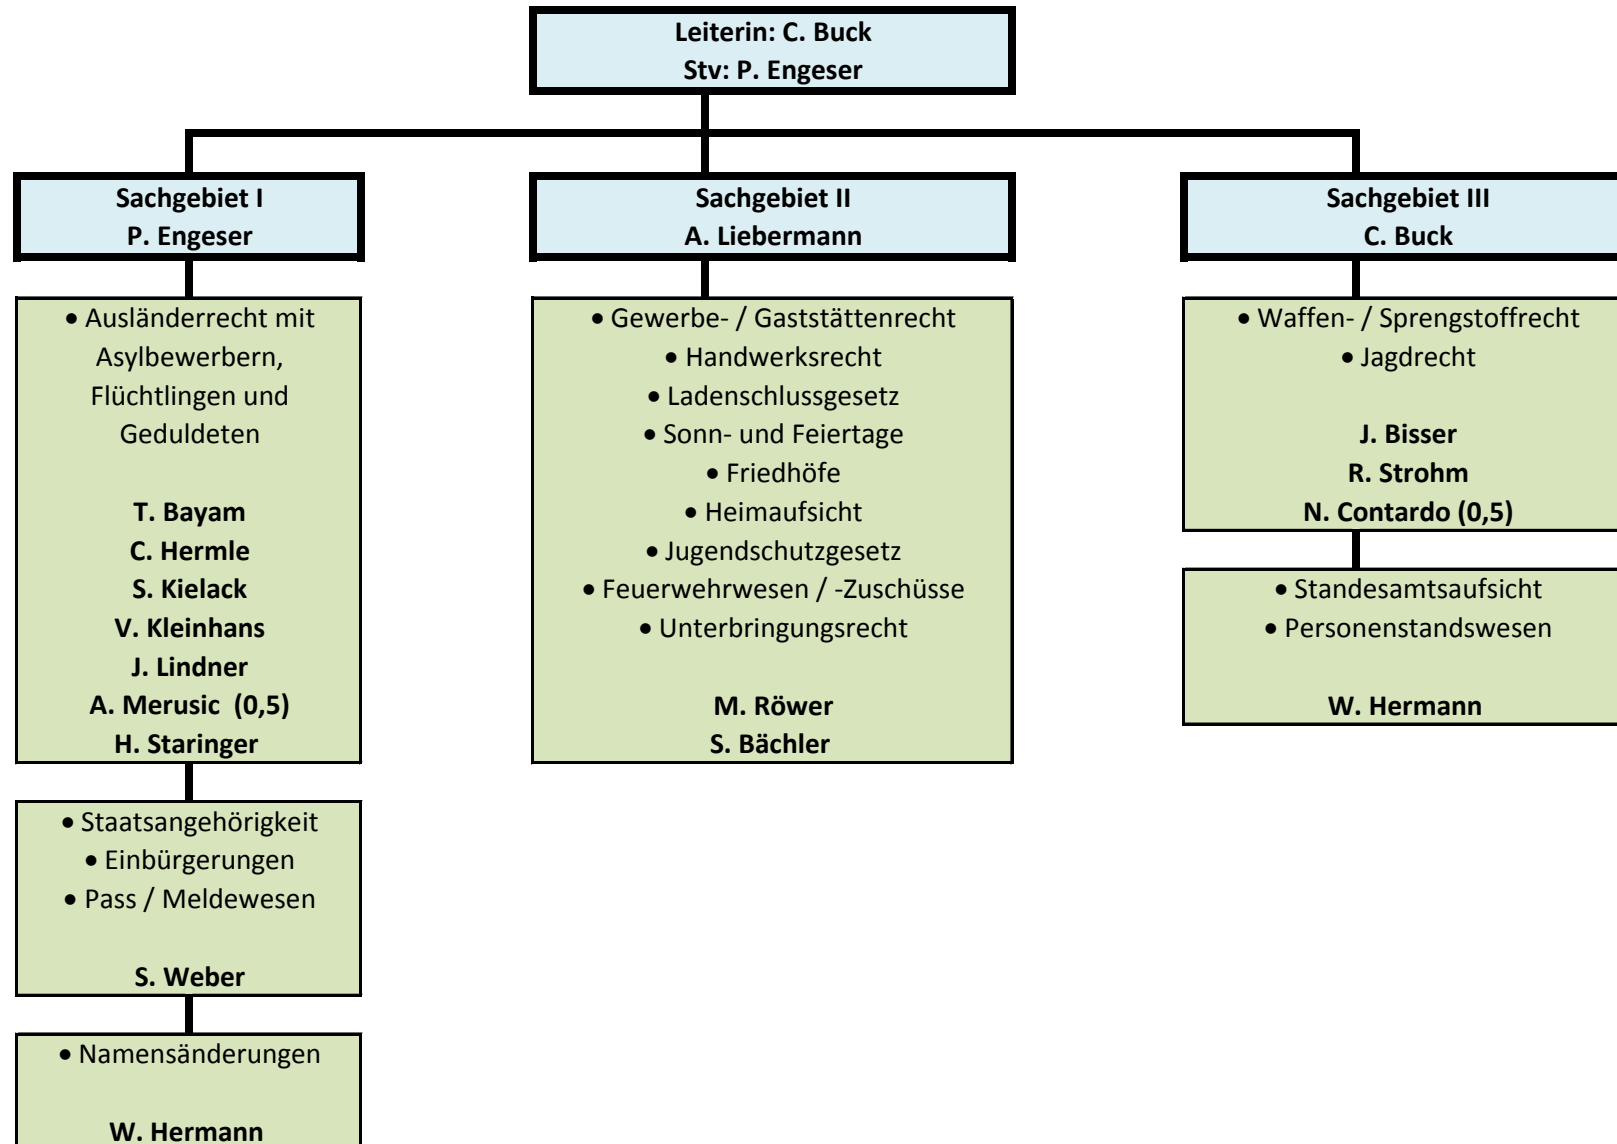 Leiterin: C. Buck
Stv: P. Engeser
Sachgebiet I
P. Engeser
• Ausländerrecht mit
Asylbewerbern,
Flüchtlingen und
Geduldeten
T. Bayam
C. Hermle
S. Kielack
V. Kleinhans
J. Lindner
A. Merusic (0,5)
H. Staringer
• Staatsangehörigkeit
• Einbürgerungen
• Pass / Meldewesen
S. Weber
• Namensänderungen
W. Hermann
Sachgebiet II
A. Liebermann
• Gewerbe- / Gaststättenrecht
• Handwerksrecht
• Ladenschlussgesetz
• Sonn- und Feiertage
• Friedhöfe
• Heimaufsicht
• Jugendschutzgesetz
• Feuerwehrwesen / -Zuschüsse
• Unterbringungsrecht
M. Röwer
S. Bächler
Sachgebiet III
C. Buck
• Waffen- / Sprengstoffrecht
• Jagdrecht
J. Bisser
R. Strohm
N. Contardo (0,5)
• Standesamtsaufsicht
• Personenstandswesen
W. Hermann